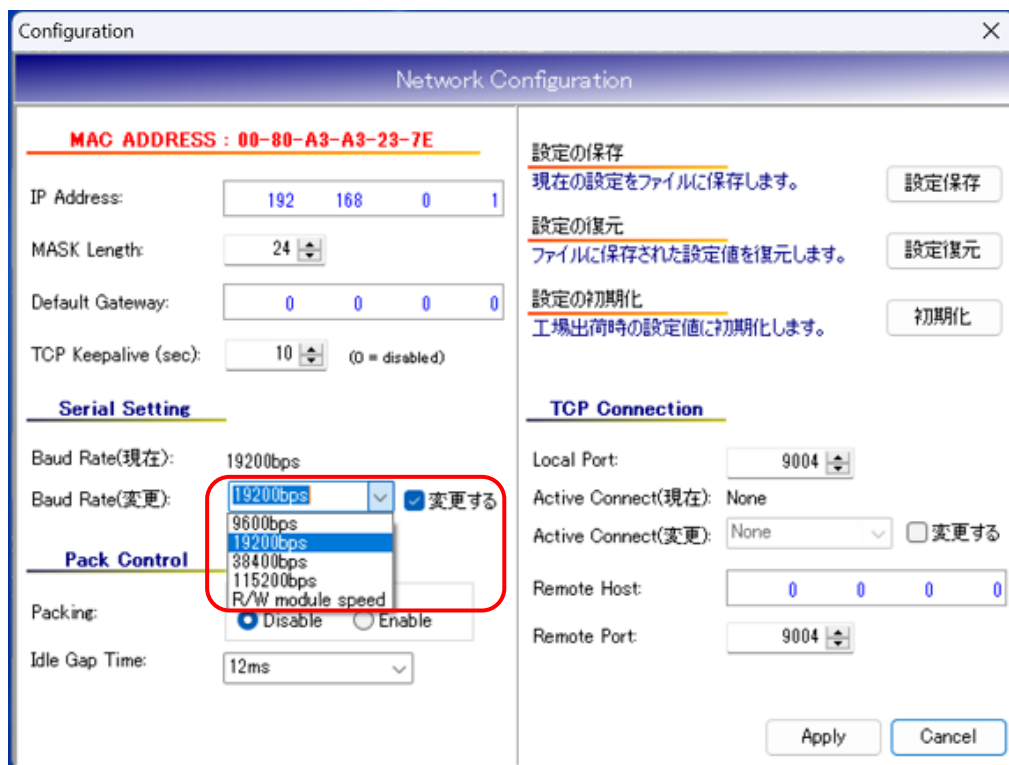 Configuration
Network Configuration
MAC ADDRESS : 00-80-A3-A3-23-7E
IP Address: 192 168 0 1
MASK Length: 24
Default Gateway: 0 0 0 0
TCP Keepalive (sec): 10 (0 = disabled)
Serial Setting
Baud Rate(現在): 19200bps
Baud Rate(変更): 19200bps 変更する
9600bps
19200bps
38400bps
115200bps
R/W module speed
Pack Control
Packing: Disable Enable
Idle Gap Time: 12ms
設定の保存
現在の設定をファイルに保存します。 設定保存
設定の復元
ファイルに保存された設定値を復元します。 設定復元
設定の初期化
工場出荷時の設定値に初期化します。 初期化
TCP Connection
Local Port: 9004
Active Connect(現在): None
Active Connect(変更): None 変更する
Remote Host: 0 0 0 0
Remote Port: 9004
Apply Cancel